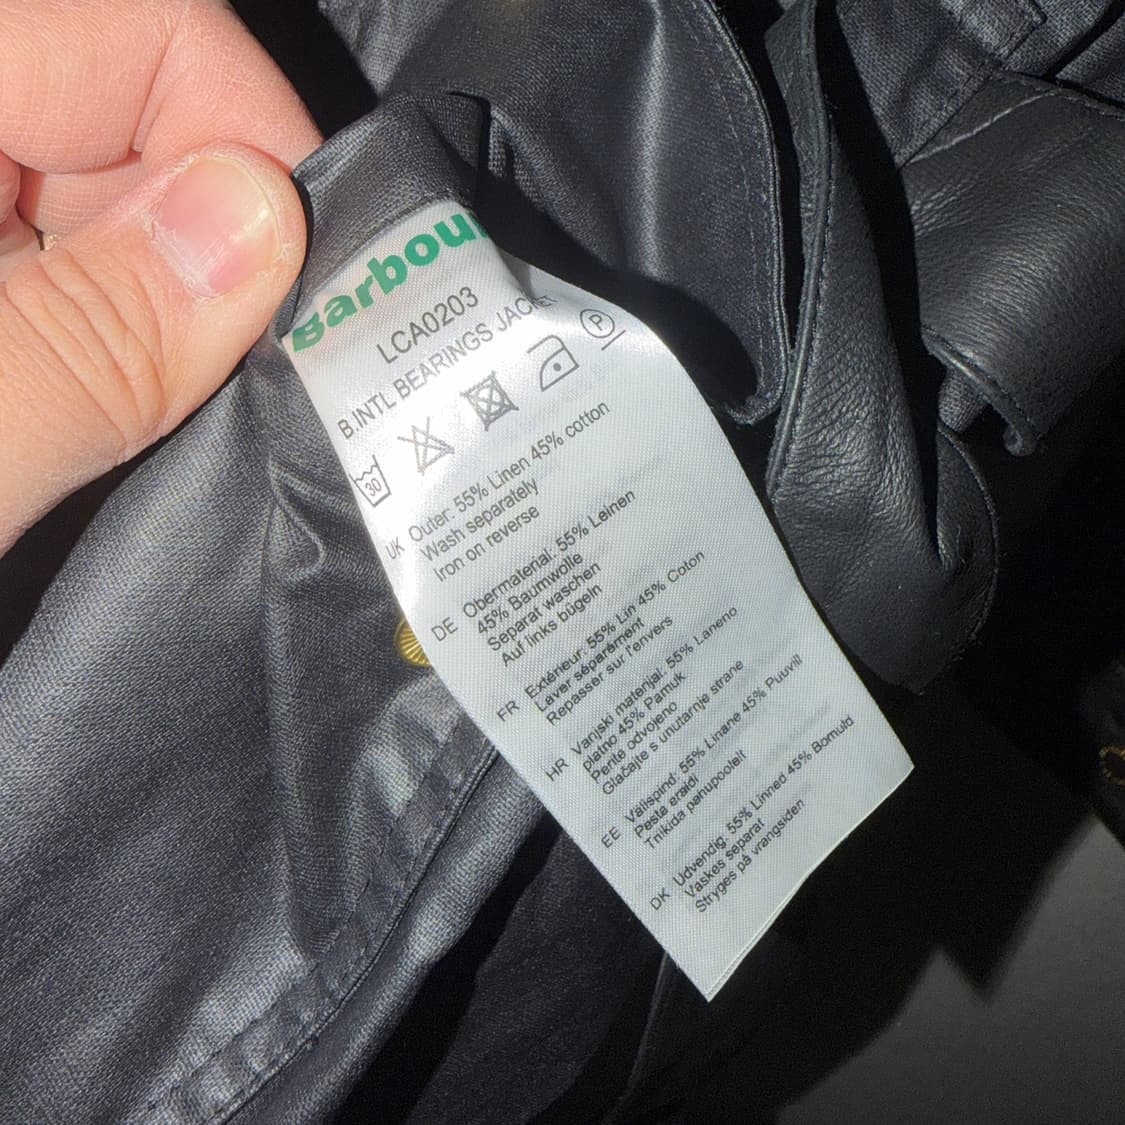 Barbour
LCA0203
B.INTL BEARINGS JACKET
30
P
UK Outer: 55% Linen 45% cotton
Wash separately
Iron on reverse
DE Obermaterial: 55% Leinen
45% Baumwolle
Separat waschen
Auf links bügeln
FR Extérieur: 55% Lin 45% Coton
Laver séparément
Repasser sur l'envers
HR Vanjski materijal: 55% Laneno
platno 45% Pamuk
Perite odvojeno
Glačajte s unutarnje strane
EE Välispind: 55% Linane 45% Puuvill
Pesta eraldi
Triikida pahupoolelt
DK Udvendig: 55% Linned 45% Bomuld
Vaskes separat
Stryges på vrangsiden